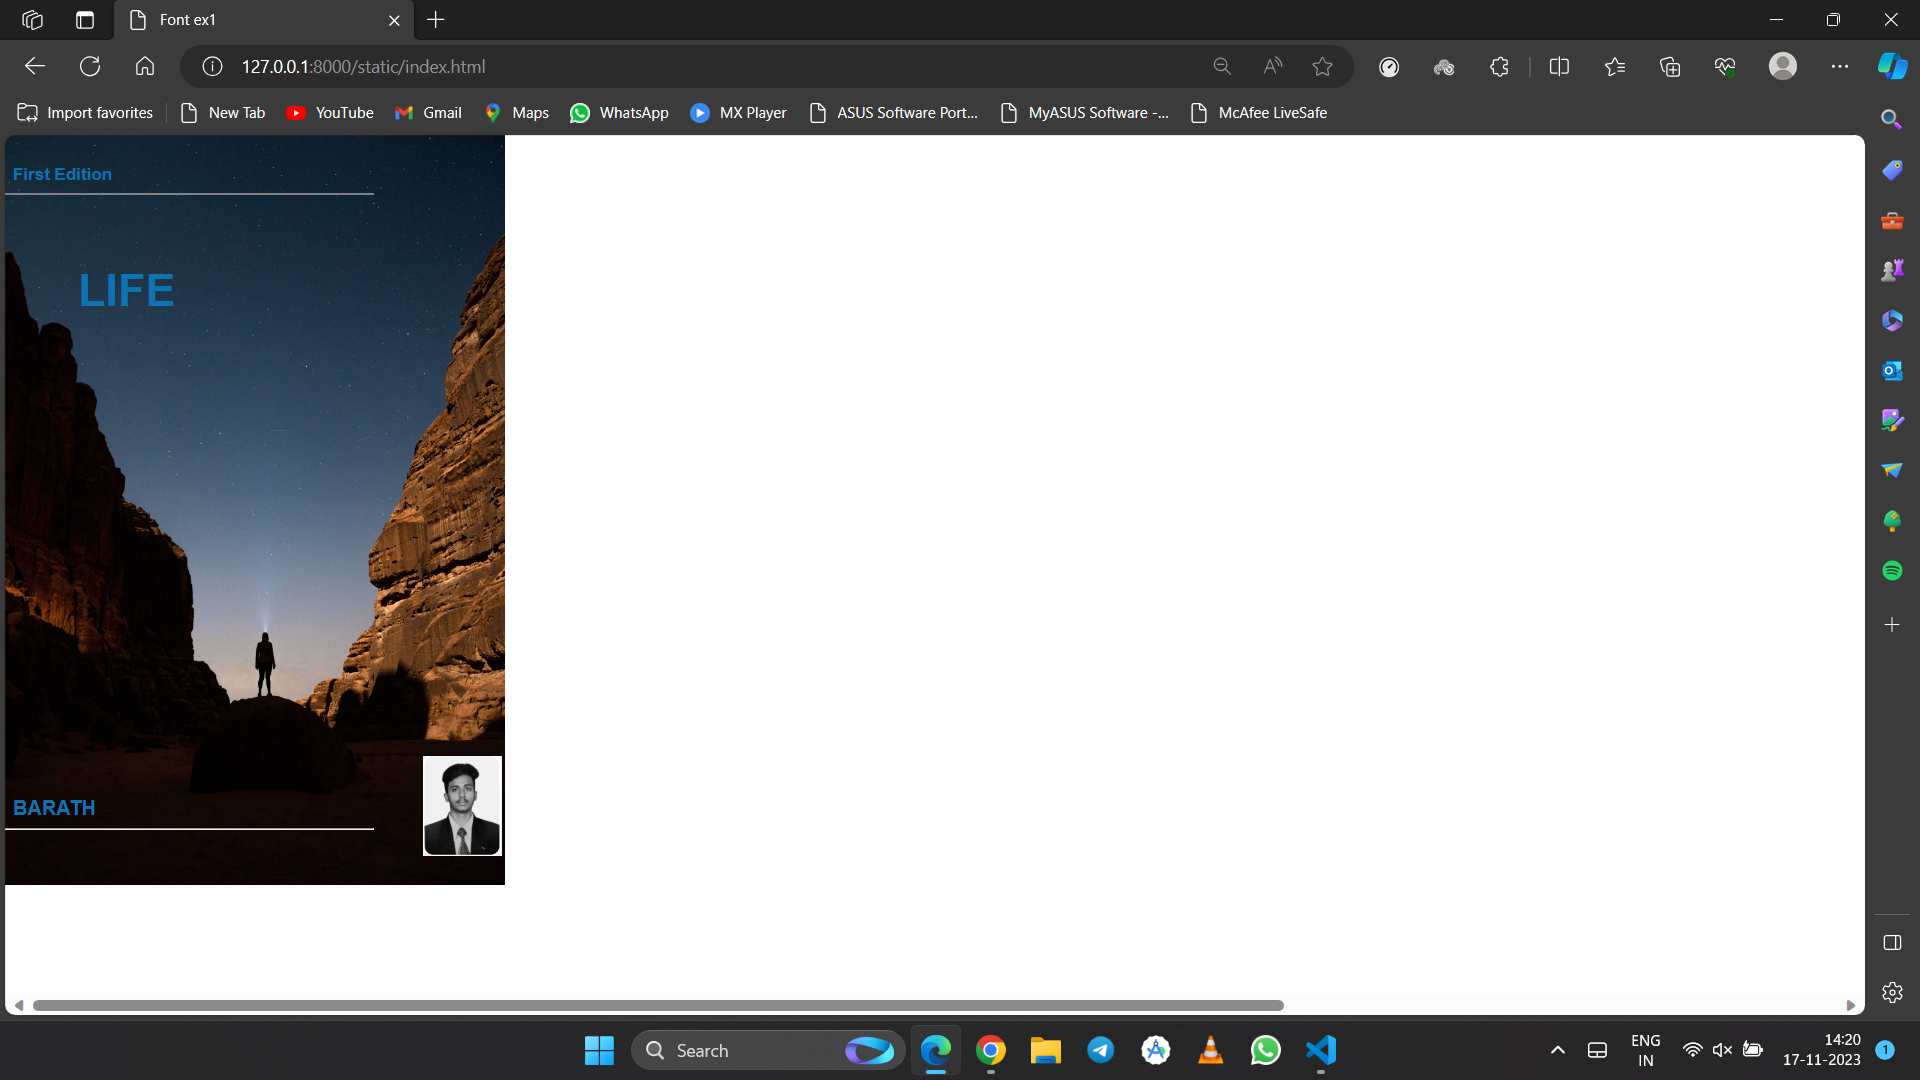 Font ex1
127.0.0.1:8000/static/index.html
Import favorites New Tab YouTube Gmail Maps WhatsApp MX Player ASUS Software Port... MyASUS Software -... McAfee LiveSafe
First Edition
LIFE
BARATH
Search
ENG
IN
14:20
17-11-2023
1